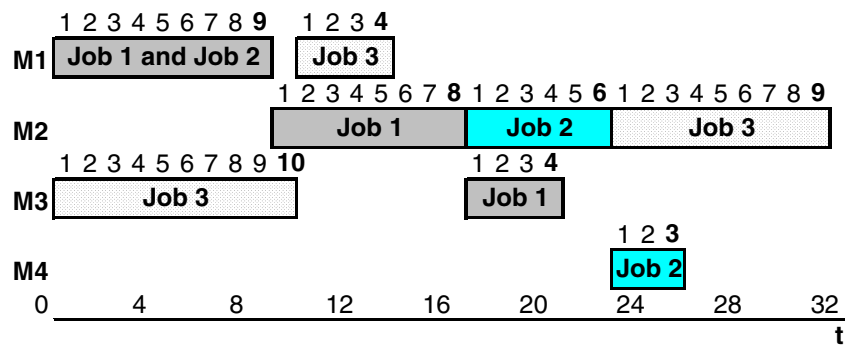 1 2 3 4 5 6 7 8 9 1 2 3 4
M1 Job 1 and Job 2 Job 3
1 2 3 4 5 6 7 8 1 2 3 4 5 6 1 2 3 4 5 6 7 8 9
M2 Job 1 Job 2 Job 3
1 2 3 4 5 6 7 8 9 10 1 2 3 4
M3 Job 3 Job 1
1 2 3
M4 Job 2
0 4 8 12 16 20 24 28 32
t